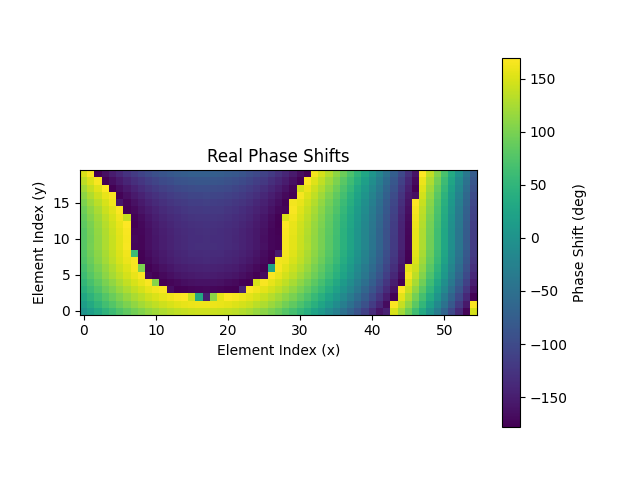 Real Phase Shifts
Element Index (y)
15
10
5
0
0 10 20 30 40 50
Element Index (x)
150
100
50
0
−50
−100
−150
Phase Shift (deg)